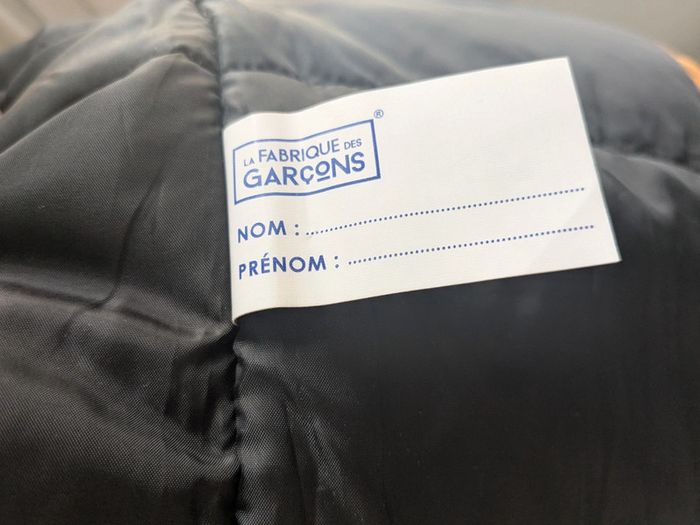 LA FABRIQUE DES
GARÇONS ®
NOM : ........................................
PRÉNOM : ...................................